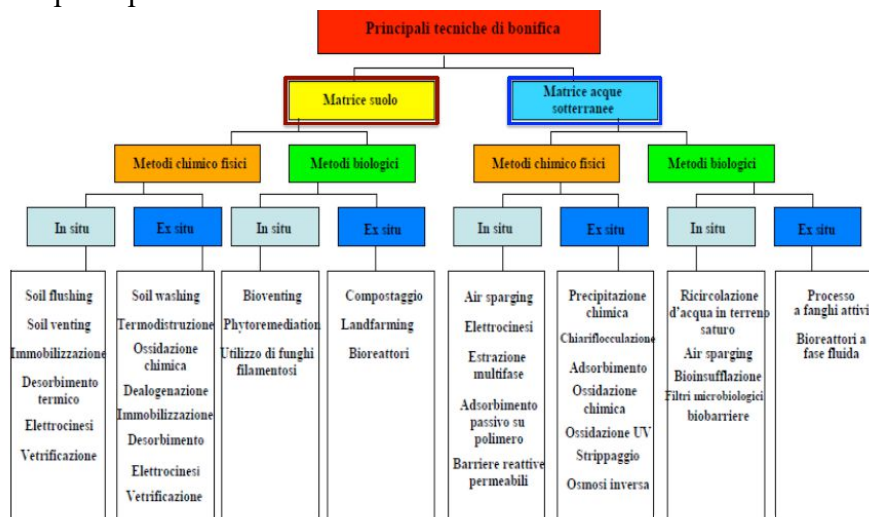 Principali tecniche di bonifica
Matrice suolo
Matrice acque
sotterranee
Metodi chimico fisici
Metodi biologici
Metodi chimico fisici
Metodi biologici
In situ
Ex situ
In situ
Ex situ
In situ
Ex situ
In situ
Ex situ
Soil flushing
Soil venting
Immobilizzazione
Desorbimento
termico
Elettrocinesi
Vetrificazione
Soil washing
Termodistruzione
Ossidazione
chimica
Dealogenazione
Immobilizzazione
Desorbimento
Elettrocinesi
Vetrificazione
Bioventing
Phytoremediation
Utilizzo di funghi
filamentosi
Compostaggio
Landfarming
Bioreattori
Air sparging
Elettrocinesi
Estrazione
multifase
Adsorbimento
passivo su
polimero
Barriere reattive
permeabili
Precipitazione
chimica
Chiariflocculazione
Adsorbimento
Ossidazione
chimica
Ossidazione UV
Strippaggio
Osmosi inversa
Ricircolazione
d'acqua in terreno
saturo
Air sparging
Bioinsufflazione
Filtri microbiologici
biobarriere
Processo
a fanghi attivi
Bioreattori a
fase fluida